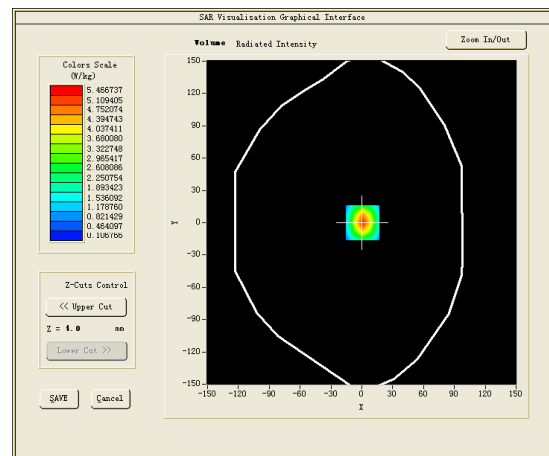 SAR Visualisation Graphical Interface
Volume Radiated Intensity
Zoom In/Out
Colors Scale
(W/kg)
5.466737
5.109405
4.752074
4.394743
4.037411
3.680080
3.322748
2.965417
2.608086
2.250754
1.893423
1.536092
1.178760
0.821429
0.464097
0.106766
Z-Cuts Control
<< Upper Cut
Z = 4.0 mm
Lower Cut >>
SAVE Cancel
150
120
90
60
30
0
-30
-60
-90
-120
-150
Y
-150 -120 -90 -60 -30 0 30 60 90 120 150
X